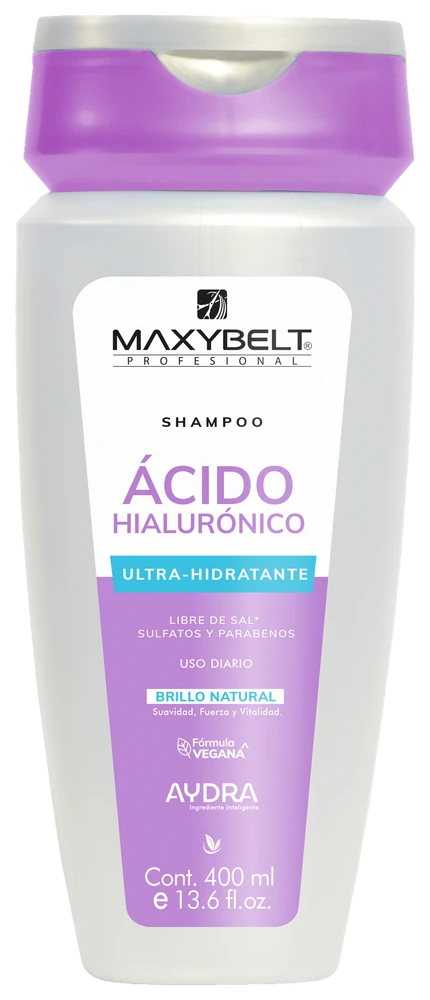 MAXYBELT®
PROFESIONAL
SHAMPOO
ÁCIDO
HIALURÓNICO
ULTRA-HIDRATANTE
LIBRE DE SAL*
SULFATOS Y PARABENOS
USO DIARIO
BRILLO NATURAL
Suavidad, Fuerza y Vitalidad.
Fórmula
VEGANA^
AYDRA
Ingrediente Inteligente
Cont. 400 ml
e 13.6 fl.oz.